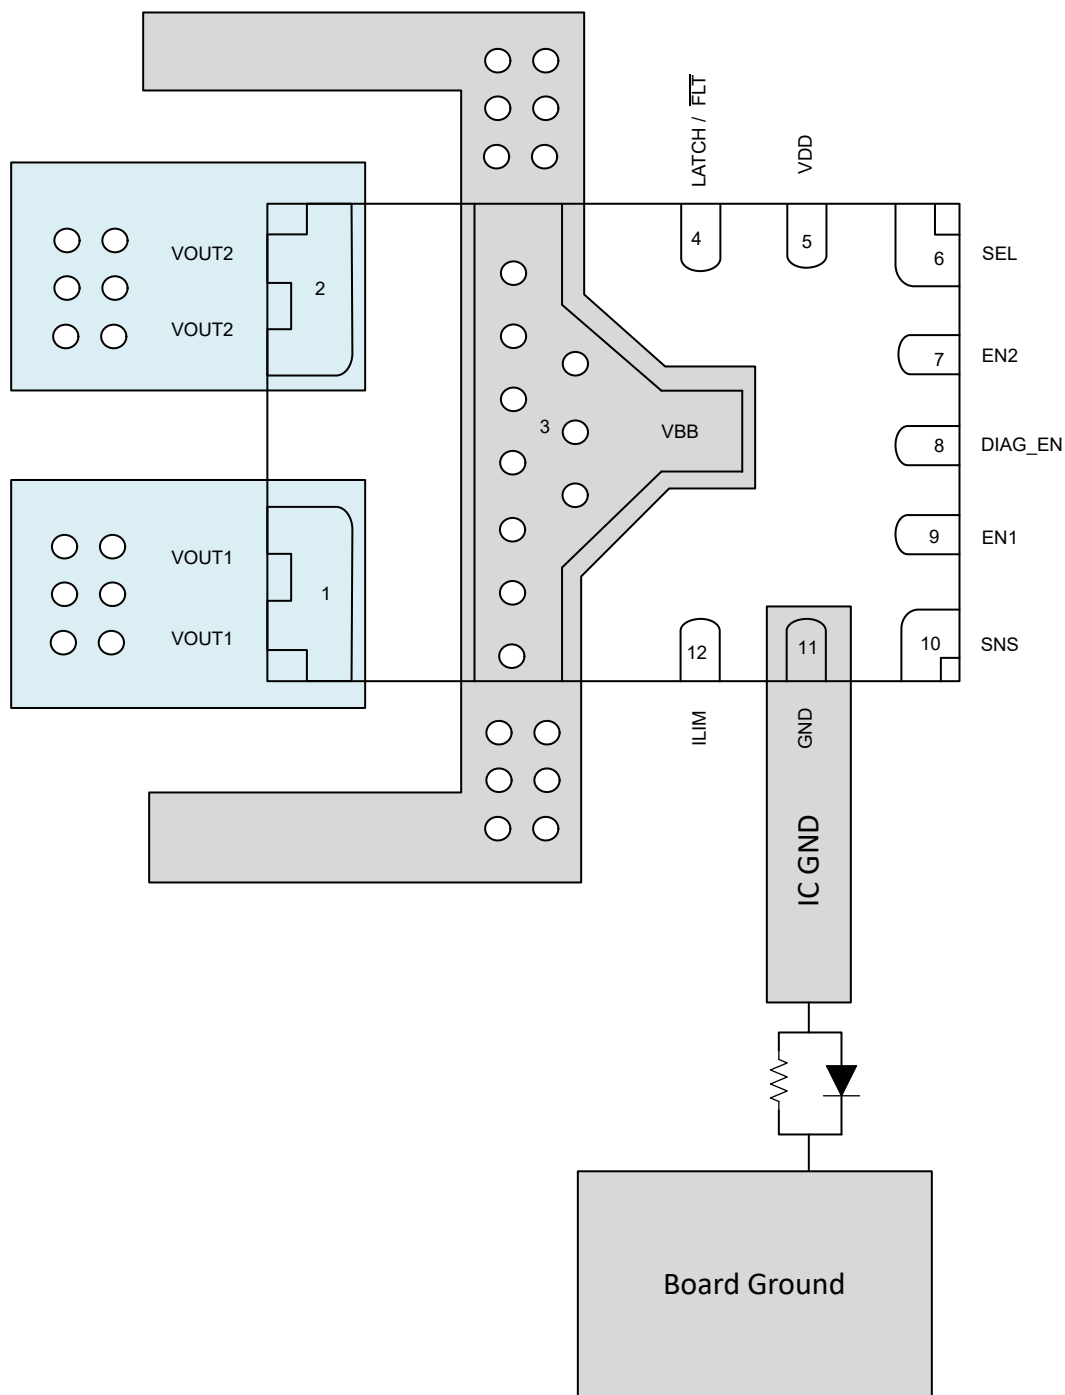 LATCH / FLT
VDD
VOUT2
VOUT2
2
4
5
6
SEL
7
EN2
3
VBB
8
DIAG_EN
9
EN1
VOUT1
VOUT1
1
12
11
10
SNS
ILIM
GND
IC GND
Board Ground